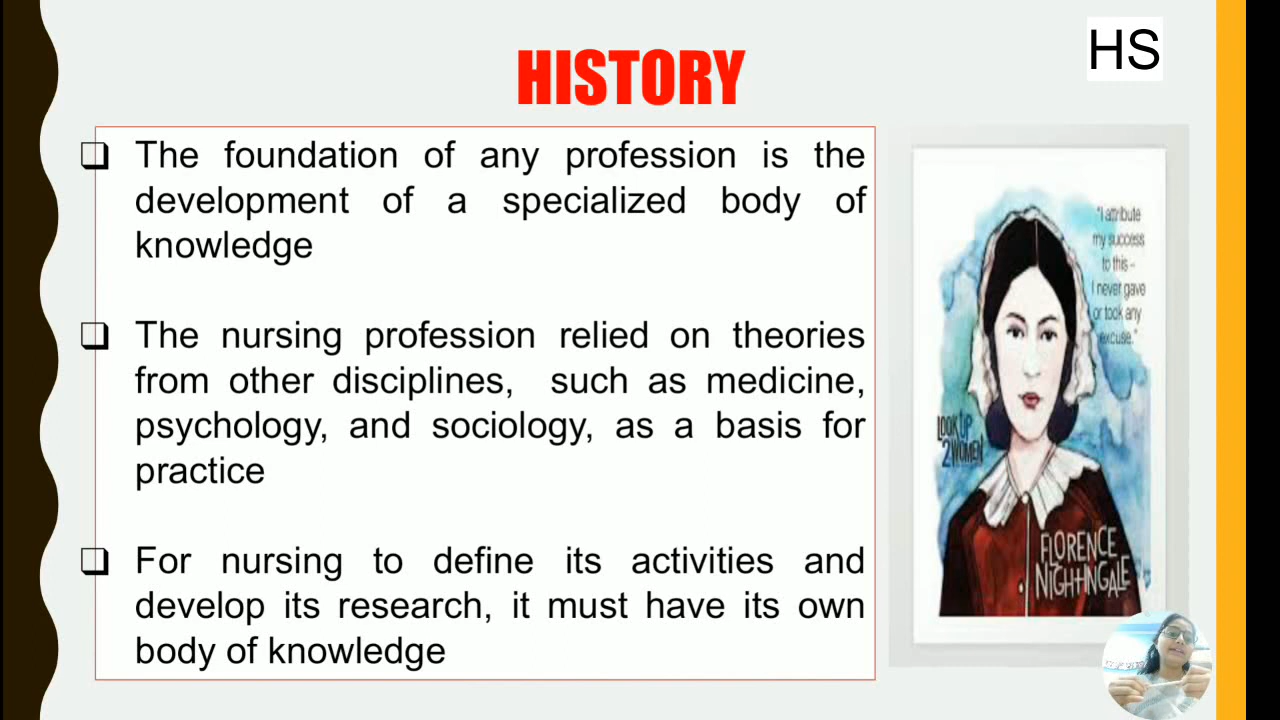 HISTORY
HS
❑ The foundation of any profession is the
development of a specialized body of
knowledge
❑ The nursing profession relied on theories
from other disciplines, such as medicine,
psychology, and sociology, as a basis for
practice
❑ For nursing to define its activities and
develop its research, it must have its own
body of knowledge
"I attribute
my success
to this –
I never gave
or took any
excuse."
LOOK UP
2 WOMEN
FLORENCE
NIGHTINGALE